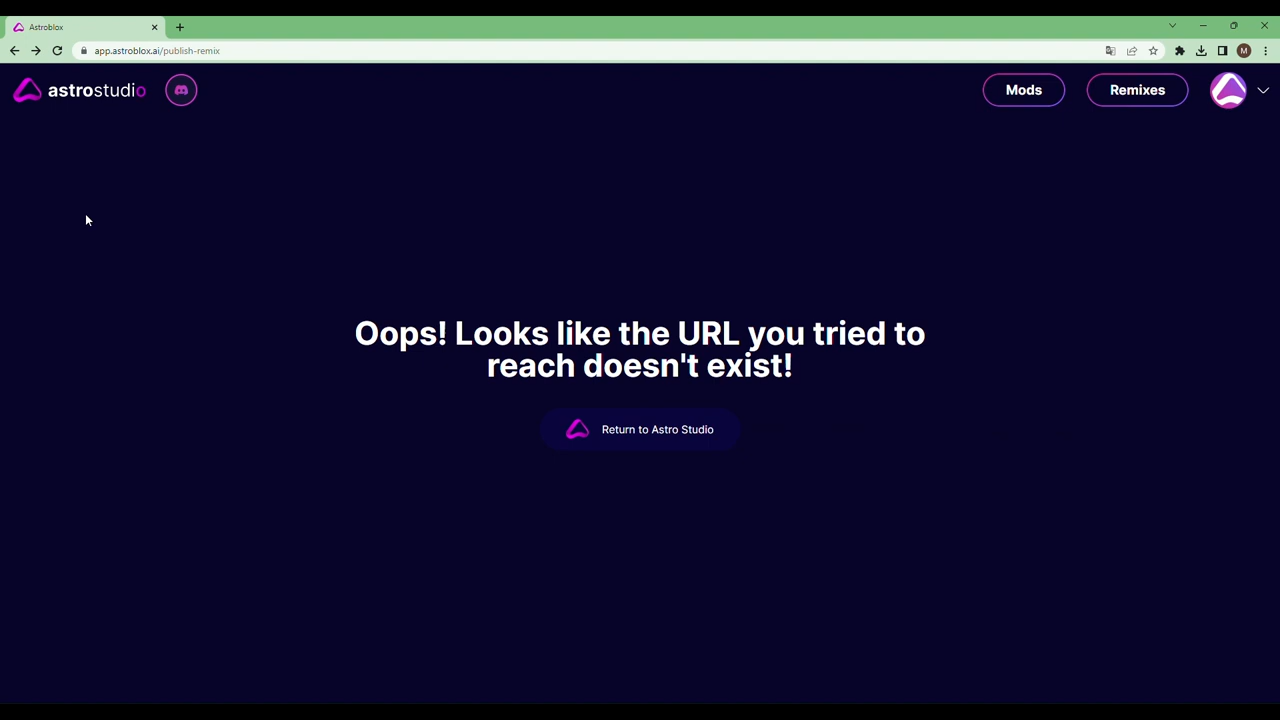 Astroblox
app.astroblox.ai/publish-remix
M
astrostudio
Mods
Remixes
Oops! Looks like the URL you tried to
reach doesn't exist!
Return to Astro Studio